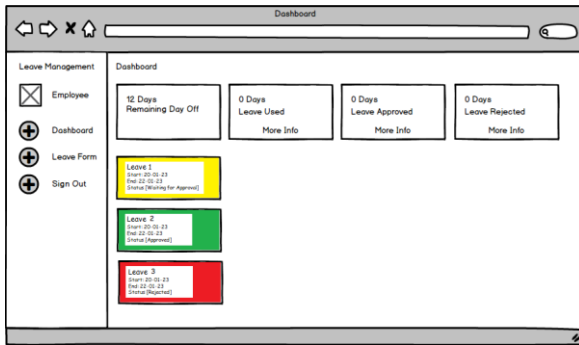 Dashboard
Leave Management
Employee
Dashboard
Leave Form
Sign Out
Dashboard
12 Days
Remaining Day Off
0 Days
Leave Used
More Info
0 Days
Leave Approved
More Info
0 Days
Leave Rejected
More Info
Leave 1
Start: 20-01-23
End: 22-01-23
Status [Waiting for Approval]
Leave 2
Start: 20-01-23
End: 22-01-23
Status [Approved]
Leave 3
Start: 20-01-23
End: 22-01-23
Status [Rejected]